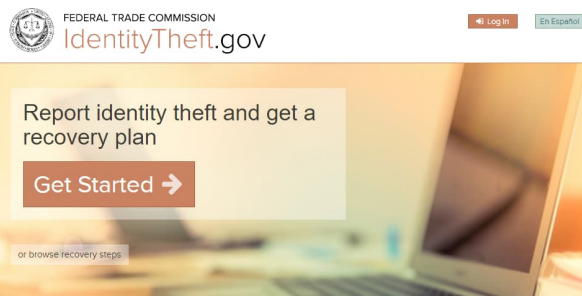 FEDERAL TRADE COMMISSION
IdentityTheft.gov
Log In
En Español
Report identity theft and get a
recovery plan
Get Started
or browse recovery steps